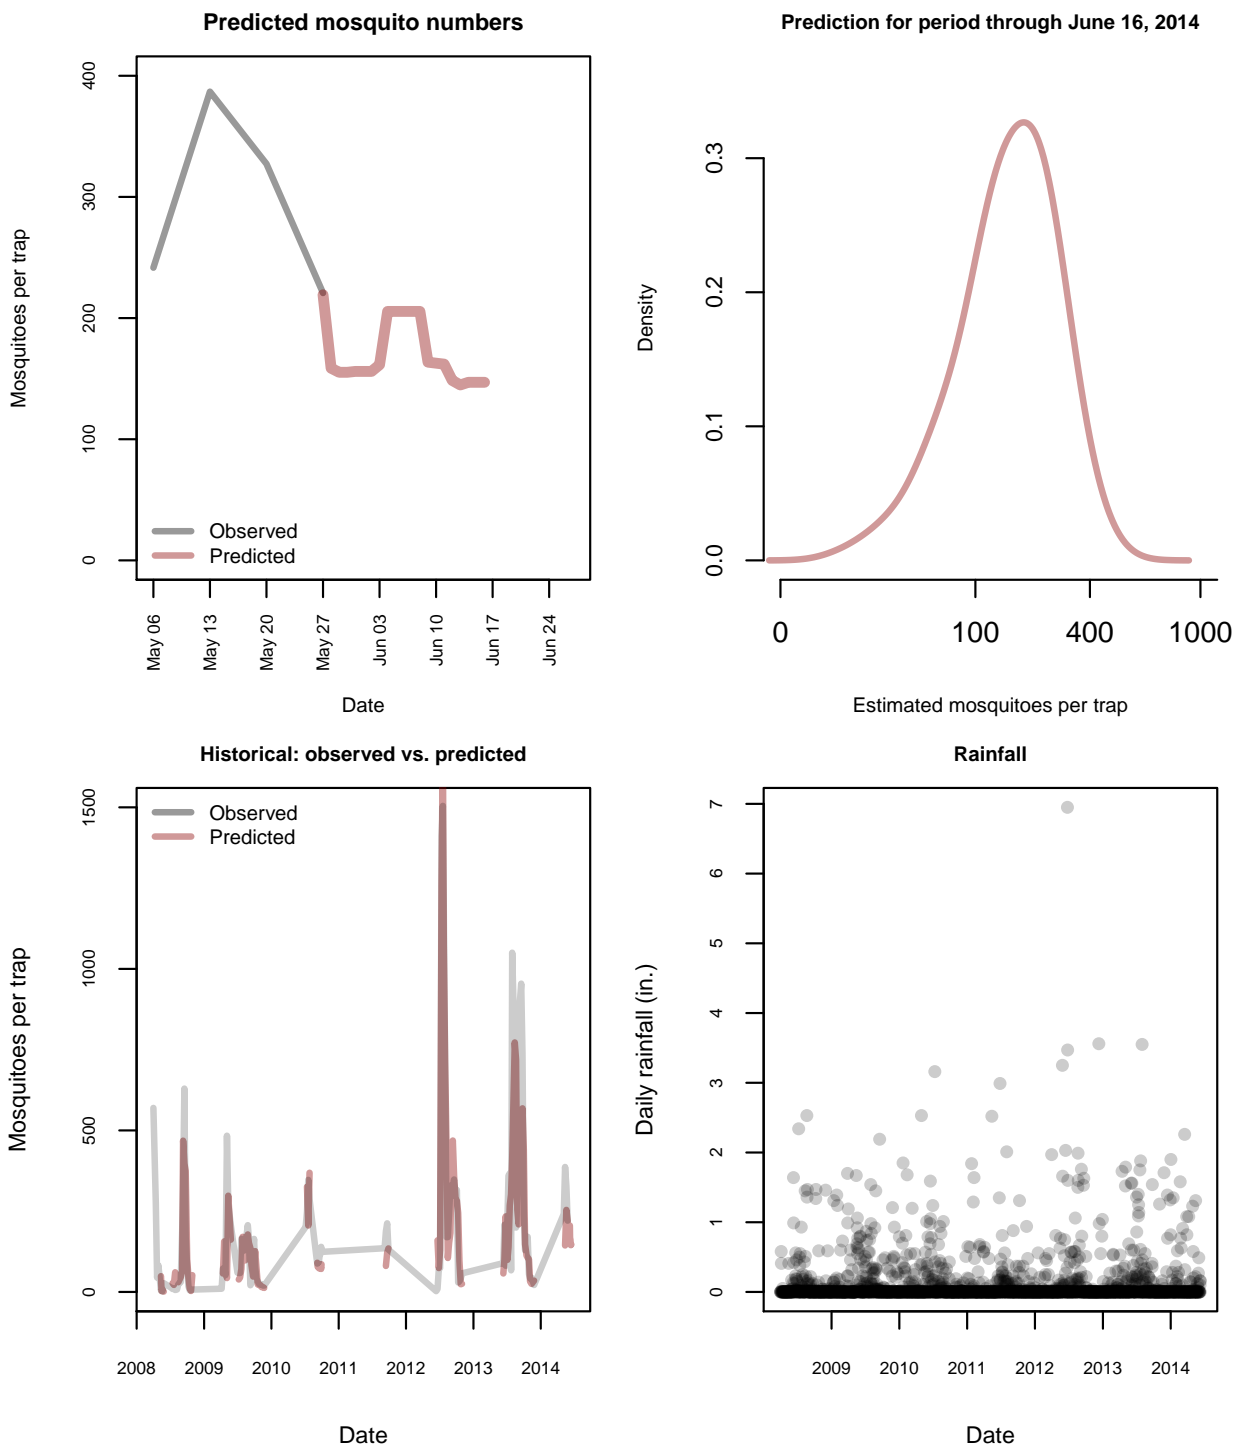 Predicted mosquito numbers
Mosquitoes per trap
400
300
200
100
0
Observed
Predicted
May 06
May 13
May 20
May 27
Jun 03
Jun 10
Jun 17
Jun 24
Date
Prediction for period through June 16, 2014
Density
0.3
0.2
0.1
0.0
0
100
400
1000
Estimated mosquitoes per trap
Historical: observed vs. predicted
Mosquitoes per trap
1500
1000
500
0
Observed
Predicted
2008
2009
2010
2011
2012
2013
2014
Date
Rainfall
Daily rainfall (in.)
7
6
5
4
3
2
1
0
2009
2010
2011
2012
2013
2014
Date